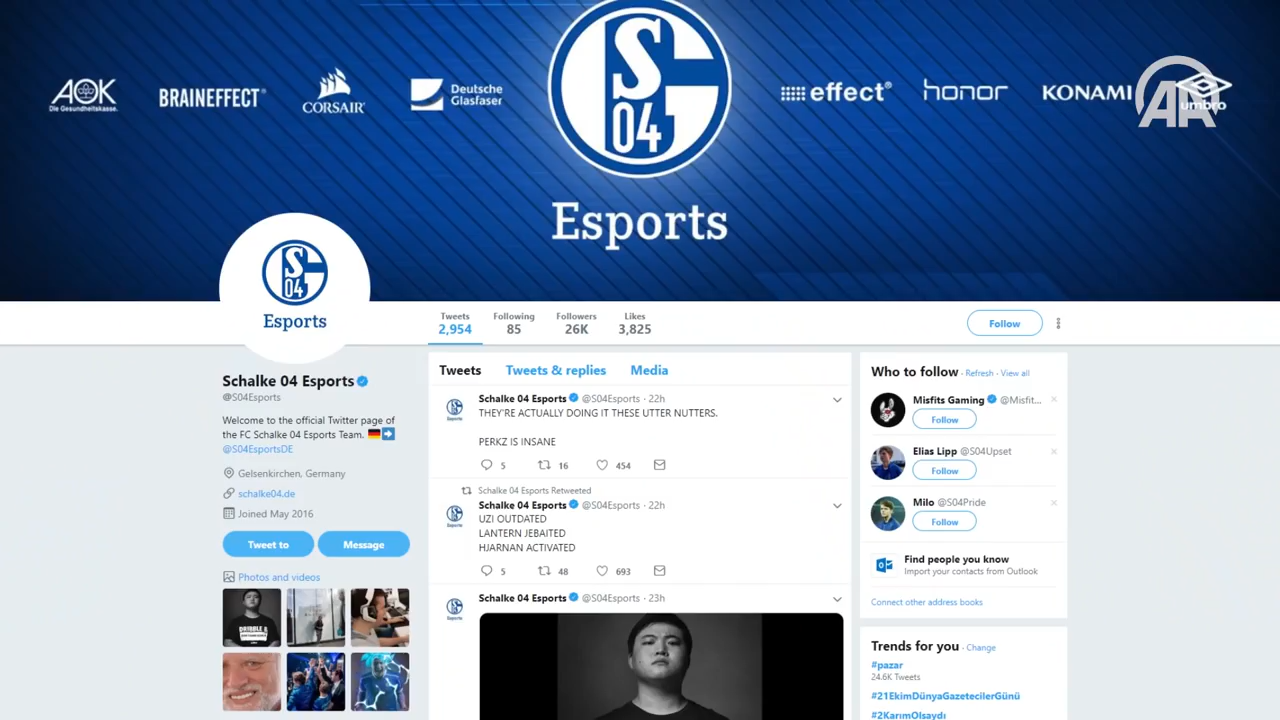 AOK
Die Gesundheitskasse.
BRAINEFFECT®
CORSAIR
Deutsche
Glasfaser
S
04
effect®
honor
KONAMI
umbro
AA
Esports
S
04
Esports
Tweets
2,954
Following
85
Followers
26K
Likes
3,825
Follow
Schalke 04 Esports
@S04Esports
Welcome to the official Twitter page of
the FC Schalke 04 Esports Team.
@S04EsportsDE
Gelsenkirchen, Germany
schalke04.de
Joined May 2016
Tweet to
Message
Photos and videos
DRIBBLE &
Tweets
Tweets & replies
Media
Schalke 04 Esports @S04Esports · 22h
THEY'RE ACTUALLY DOING IT THESE UTTER NUTTERS.
PERKZ IS INSANE
5 16 454
Schalke 04 Esports Retweeted
Schalke 04 Esports @S04Esports · 22h
UZI OUTDATED
LANTERN JEBAITED
HJARNAN ACTIVATED
5 48 693
Schalke 04 Esports @S04Esports · 23h
Who to follow · Refresh · View all
Misfits Gaming @Misfit...
Follow
Elias Lipp @S04Upset
Follow
Milo @S04Pride
Follow
Find people you know
Import your contacts from Outlook
Connect other address books
Trends for you · Change
#pazar
24.6K Tweets
#21EkimDünyaGazetecilerGünü
#2KarımOlsaydı